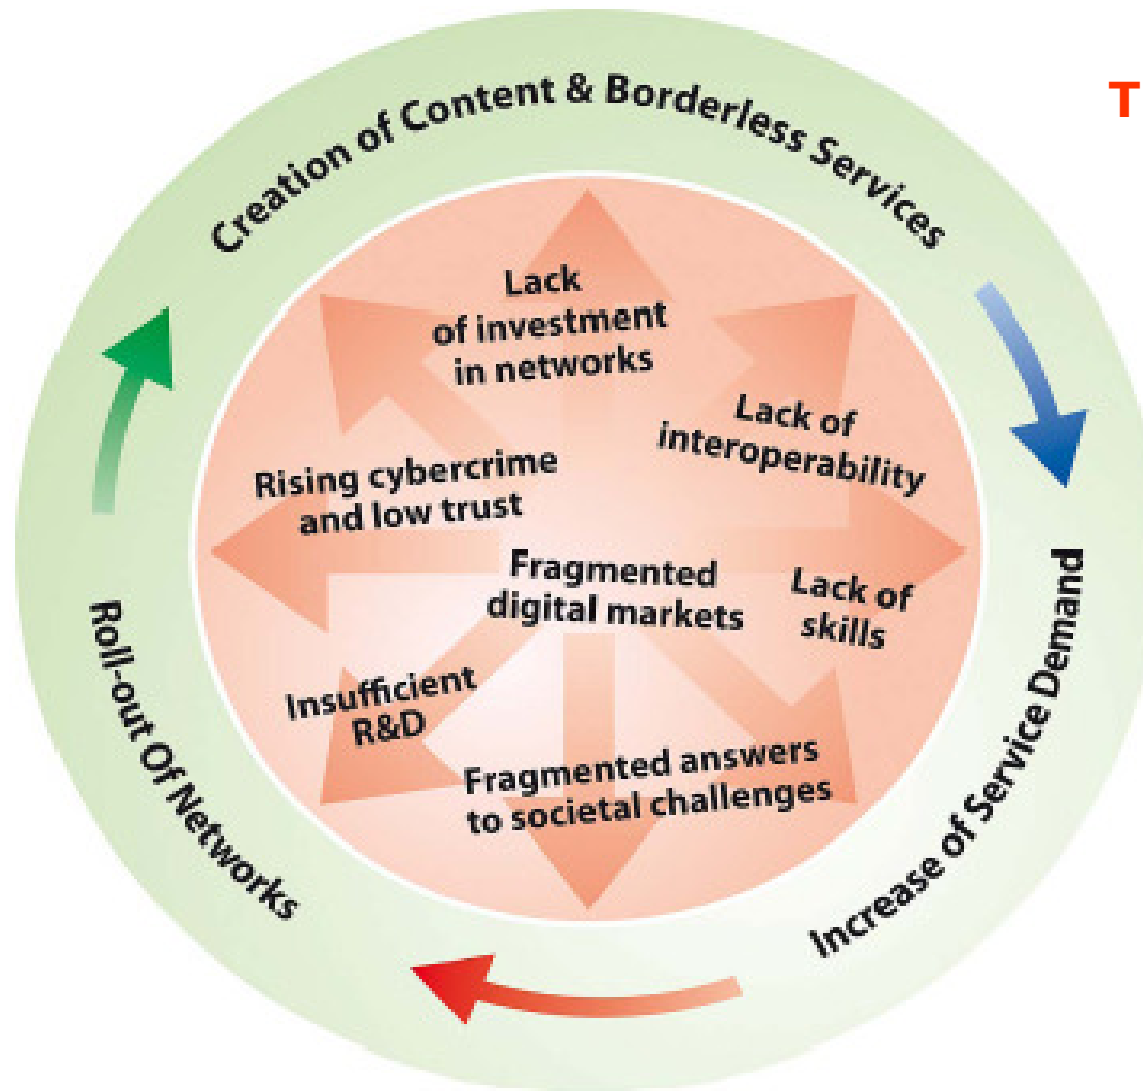 T
Creation of Content & Borderless Services
Lack
of investment
in networks
Lack of
interoperability
Rising cybercrime
and low trust
Fragmented
digital markets
Lack of
skills
Insufficient
R&D
Fragmented answers
to societal challenges
Increase of Service Demand
Roll-out Of Networks